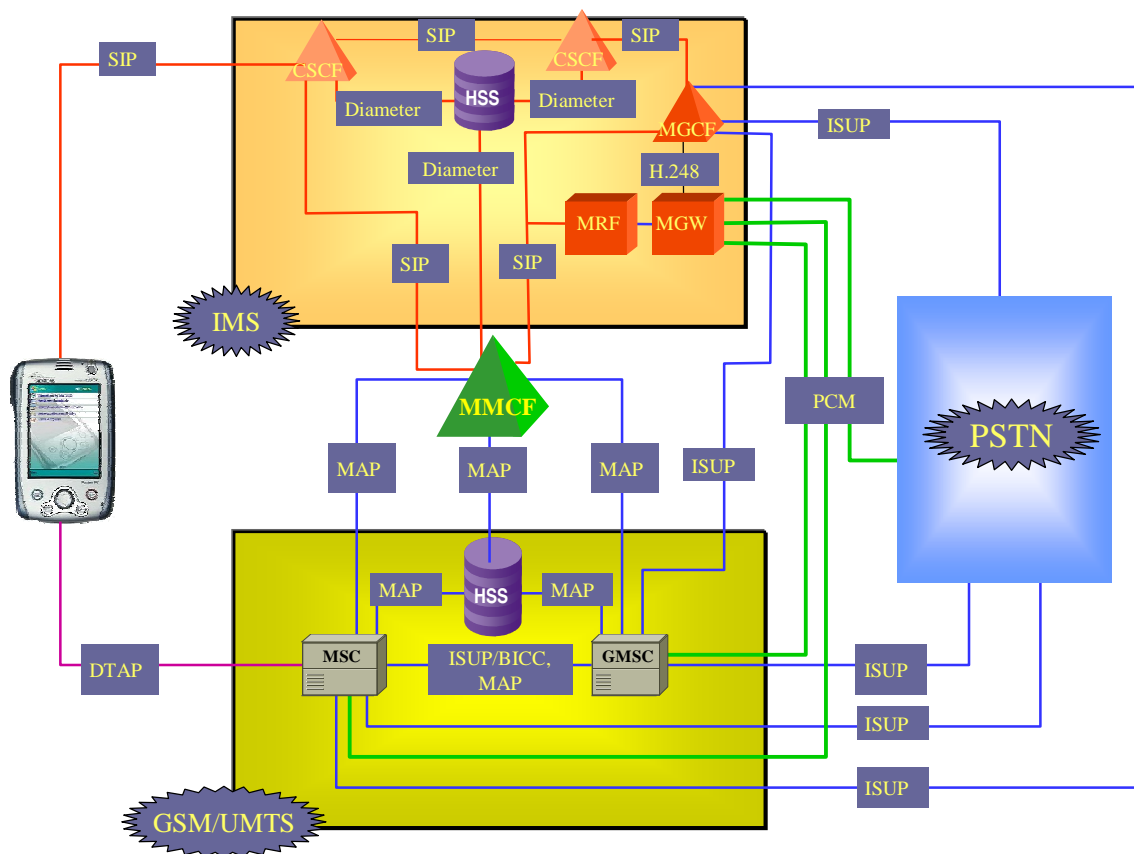 SIP
SIP
SIP
CSCF
CSCF
HSS
Diameter
Diameter
MGCF
ISUP
Diameter
H.248
MRF
MGW
SIP
SIP
IMS
MMCF
PCM
PSTN
MAP
MAP
MAP
ISUP
HSS
MAP
MAP
MSC
ISUP/BICC,
MAP
GMSC
DTAP
ISUP
ISUP
ISUP
GSM/UMTS